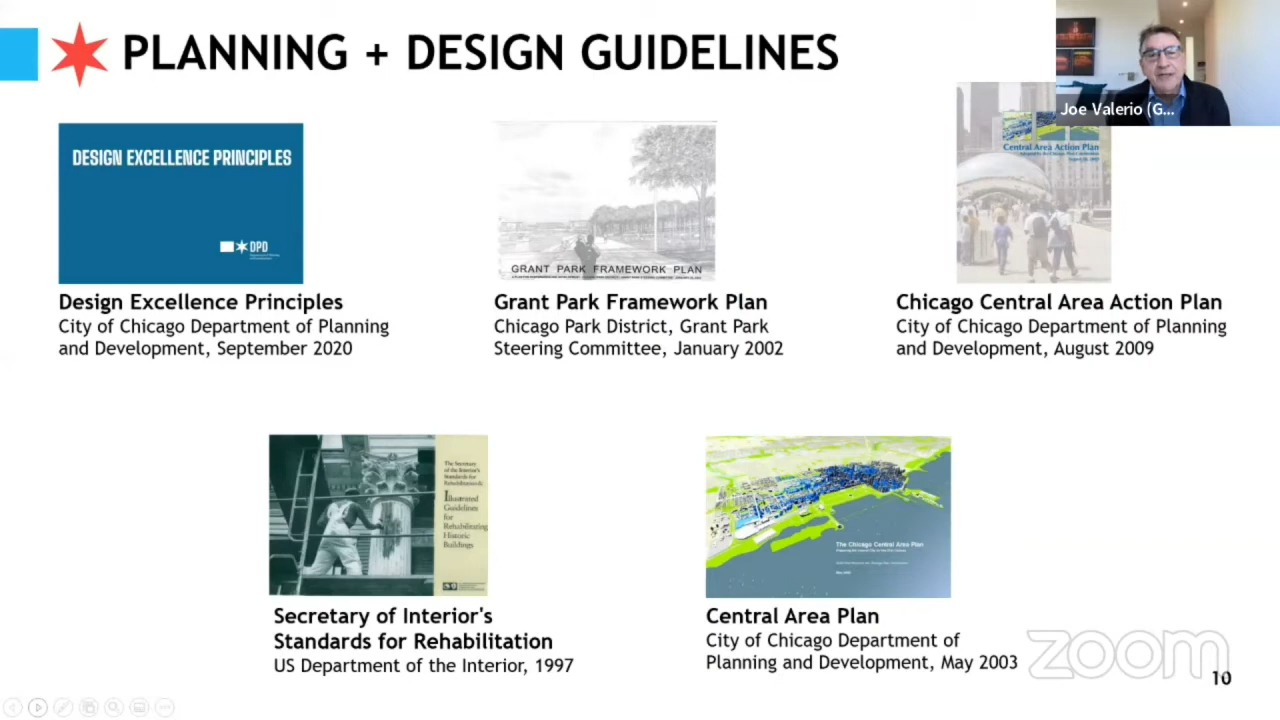 PLANNING + DESIGN GUIDELINES
Joe Valerio (G...
DESIGN EXCELLENCE PRINCIPLES
DPD
Design Excellence Principles
City of Chicago Department of Planning
and Development, September 2020
GRANT PARK FRAMEWORK PLAN
Grant Park Framework Plan
Chicago Park District, Grant Park
Steering Committee, January 2002
Central Area Action Plan
Chicago Central Area Action Plan
City of Chicago Department of Planning
and Development, August 2009
The Secretary
of the Interior's
Standards for
Rehabilitation &
Illustrated
Guidelines
for
Rehabilitating
Historic
Buildings
Secretary of Interior's
Standards for Rehabilitation
US Department of the Interior, 1997
The Chicago Central Area Plan
Central Area Plan
City of Chicago Department of
Planning and Development, May 2003
zoom
10